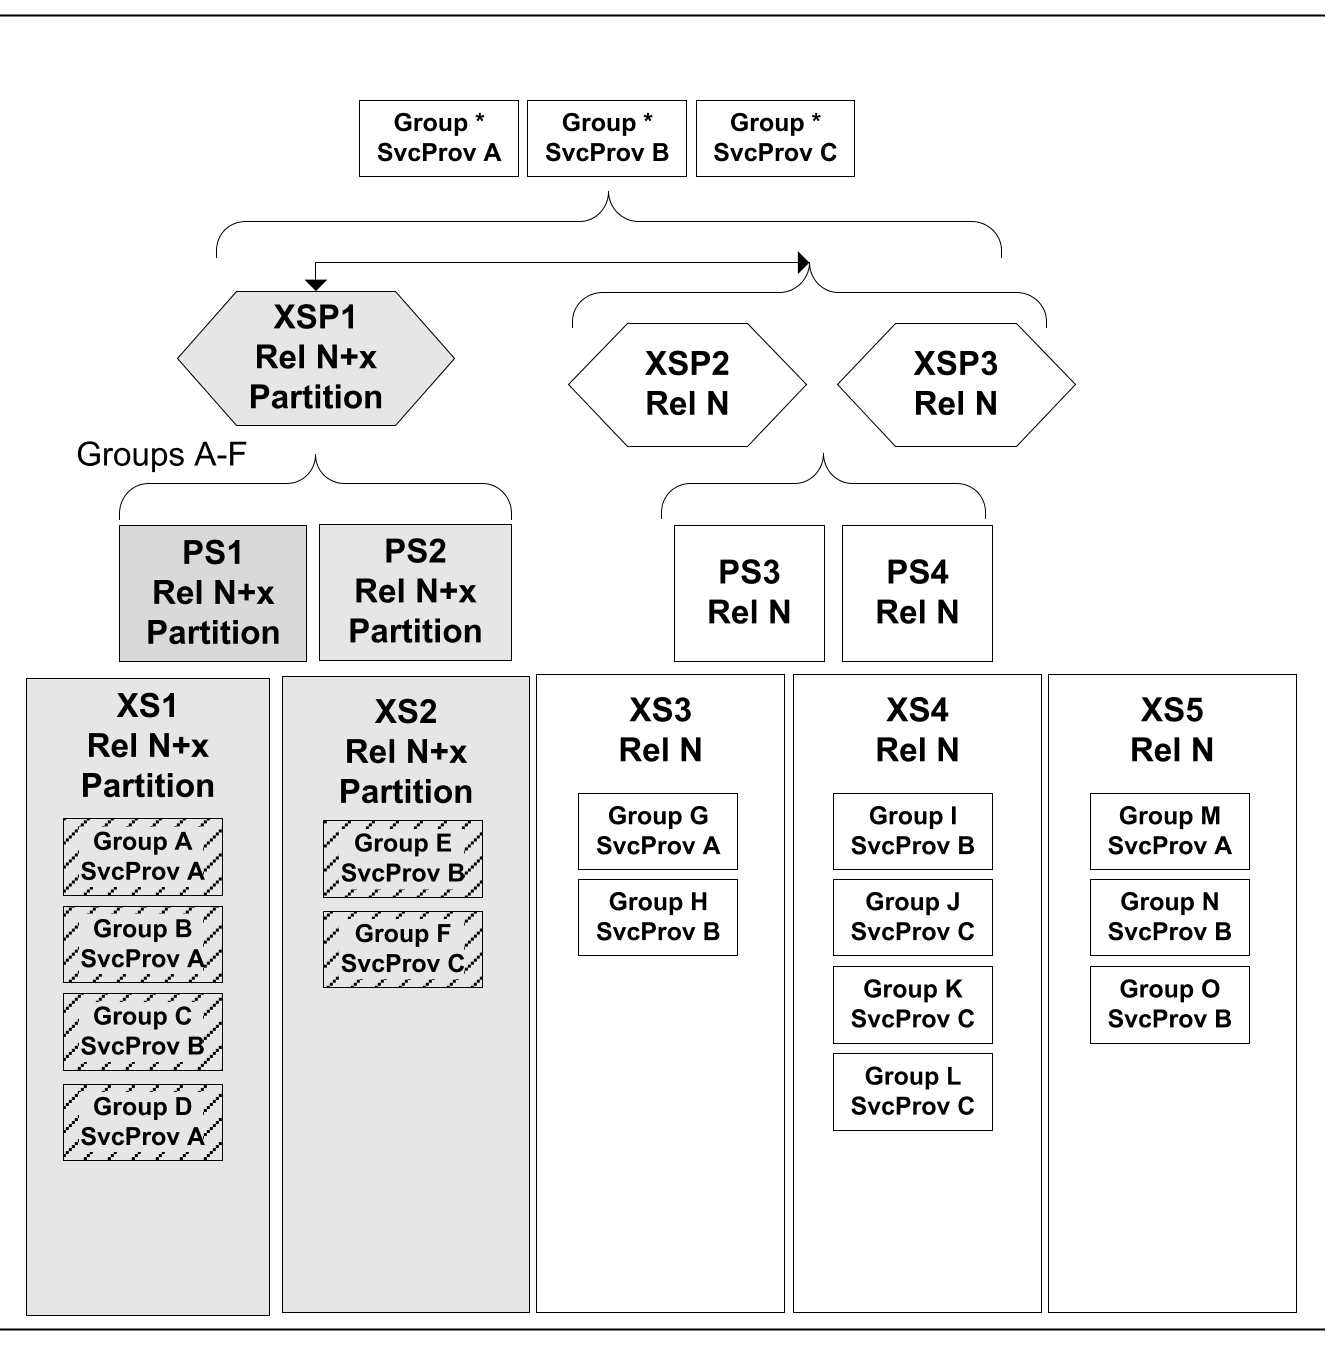 Group *
SvcProv A
Group *
SvcProv B
Group *
SvcProv C
XSP1
Rel N+x
Partition
XSP2
Rel N
XSP3
Rel N
Groups A-F
PS1
Rel N+x
Partition
PS2
Rel N+x
Partition
PS3
Rel N
PS4
Rel N
XS1
Rel N+x
Partition
Group A
SvcProv A
Group B
SvcProv A
Group C
SvcProv B
Group D
SvcProv A
XS2
Rel N+x
Partition
Group E
SvcProv B
Group F
SvcProv C
XS3
Rel N
Group G
SvcProv A
Group H
SvcProv B
XS4
Rel N
Group I
SvcProv B
Group J
SvcProv C
Group K
SvcProv C
Group L
SvcProv C
XS5
Rel N
Group M
SvcProv A
Group N
SvcProv B
Group O
SvcProv B